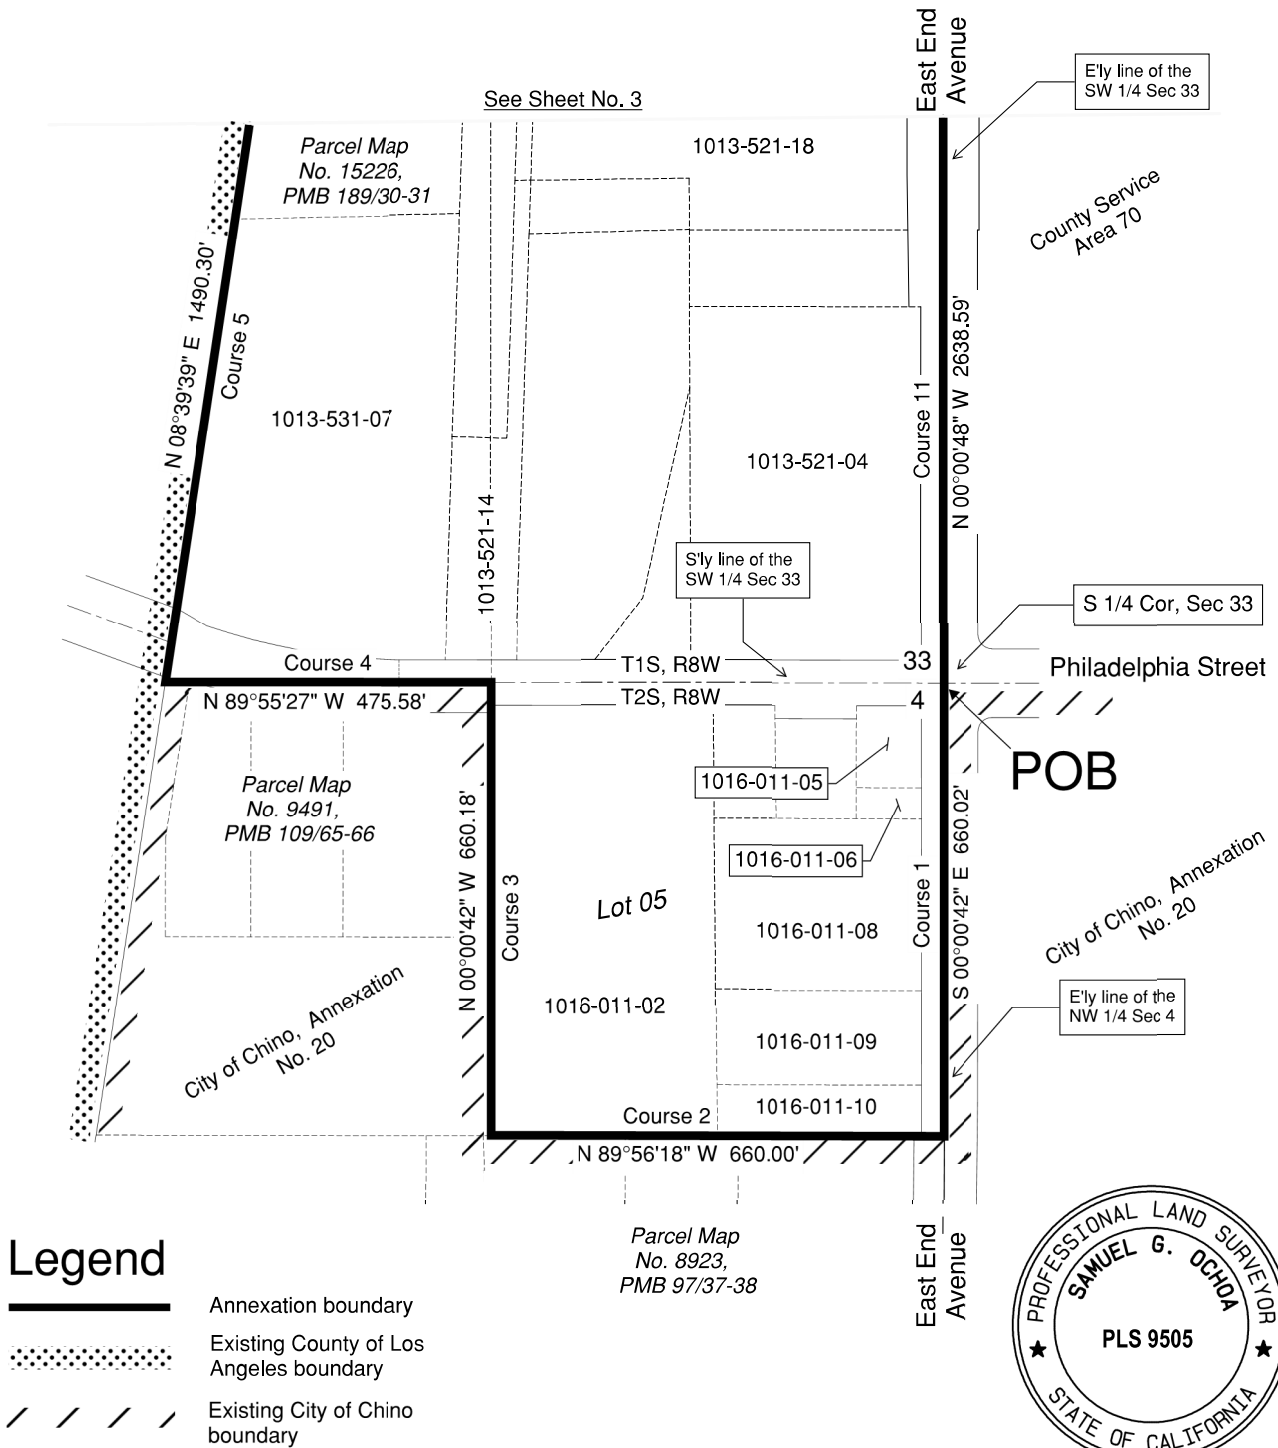 East End
Avenue
E'ly line of the
SW 1/4 Sec 33
See Sheet No. 3
Parcel Map
No. 15226,
PMB 189/30-31
1013-521-18
County Service
Area 70
N 08°39'39" E 1490.30'
Course 5
N 00°00'48" W 2638.59'
Course 11
1013-531-07
1013-521-04
1013-521-14
S'ly line of the
SW 1/4 Sec 33
S 1/4 Cor, Sec 33
Course 4
T1S, R8W
33
Philadelphia Street
N 89°55'27" W 475.58'
T2S, R8W
4
POB
1016-011-05
Parcel Map
No. 9491,
PMB 109/65-66
1016-011-06
N 00°00'42" W 660.18'
Course 3
Lot 05
Course 1
S 00°00'42" E 660.02'
1016-011-08
City of Chino, Annexation
No. 20
City of Chino, Annexation
No. 20
1016-011-02
E'ly line of the
NW 1/4 Sec 4
1016-011-09
1016-011-10
Course 2
N 89°56'18" W 660.00'
Parcel Map
No. 8923,
PMB 97/37-38
East End
Avenue
Legend
Annexation boundary
Existing County of Los
Angeles boundary
Existing City of Chino
boundary
PROFESSIONAL LAND SURVEYOR
SAMUEL G. OCHOA
PLS 9505
STATE OF CALIFORNIA